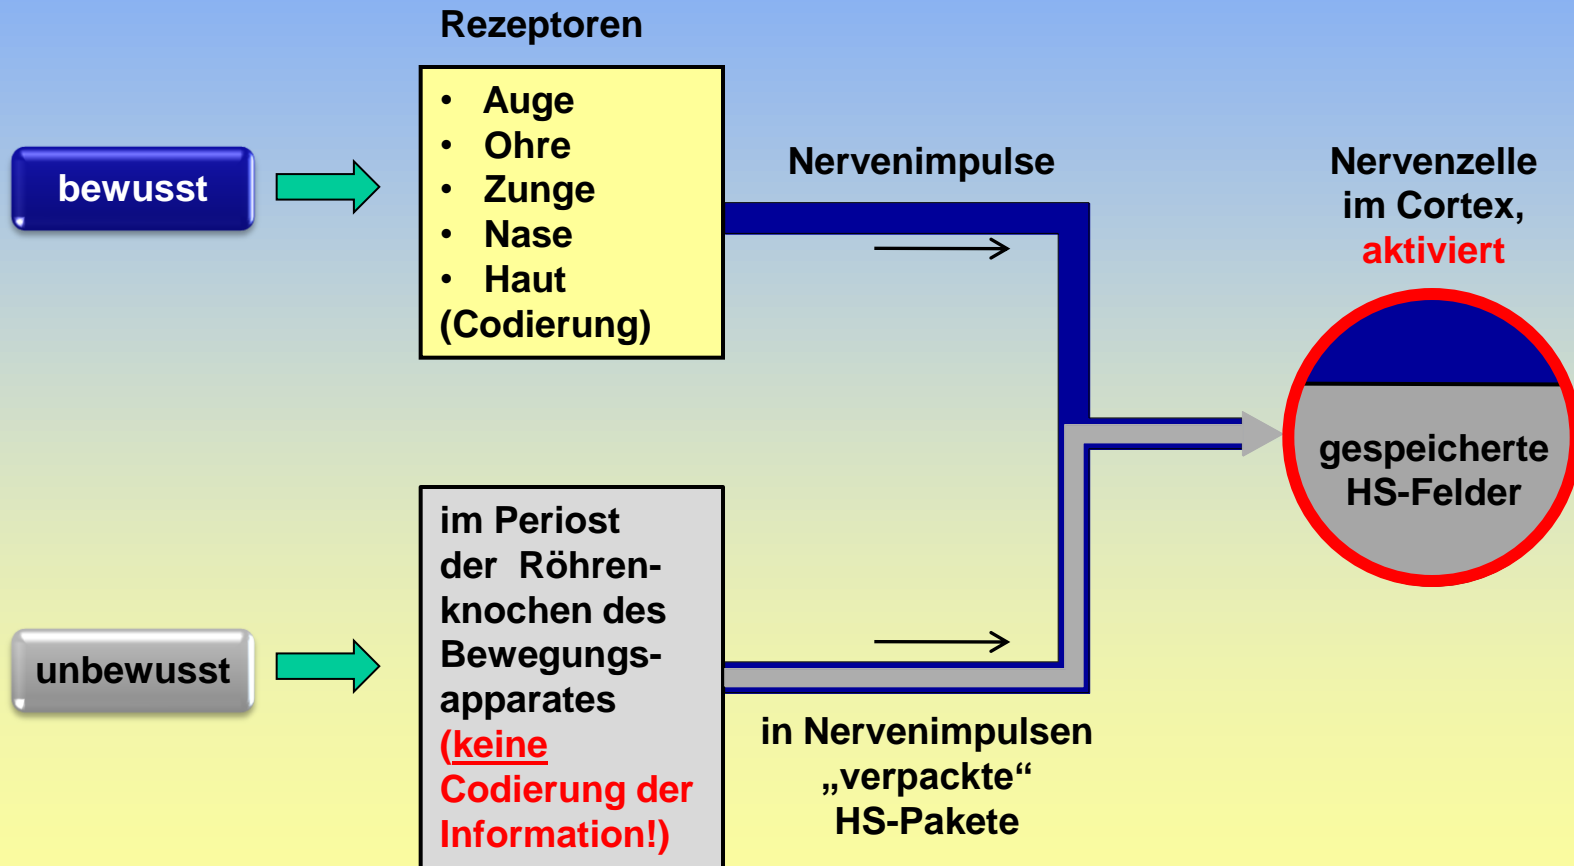 Rezeptoren
bewusst
• Auge
• Ohre
• Zunge
• Nase
• Haut
(Codierung)
Nervenimpulse
Nervenzelle
im Cortex,
aktiviert
gespeicherte
HS-Felder
unbewusst
im Periost
der Röhren-
knochen des
Bewegungs-
apparates
(keine
Codierung der
Information!)
in Nervenimpulsen
„verpackte“
HS-Pakete